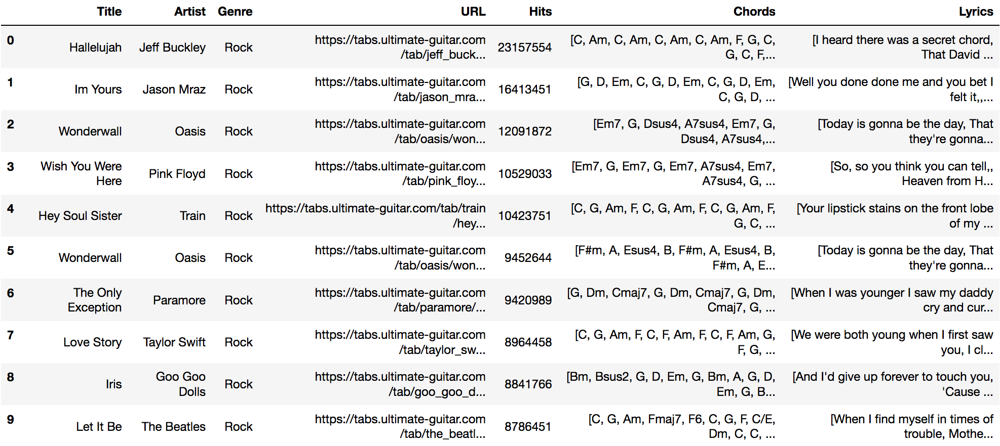 Title Artist Genre URL Hits Chords Lyrics
0 Hallelujah Jeff Buckley Rock https://tabs.ultimate-guitar.com 23157554 [C, Am, C, Am, C, Am, C, Am, F, G, C, [I heard there was a secret chord,
/tab/jeff_buck... G, C, F,... That David ...
1 Im Yours Jason Mraz Rock https://tabs.ultimate-guitar.com 16413451 [G, D, Em, C, G, D, Em, C, G, D, Em, [Well you done done me and you bet I
/tab/jason_mra... C, G, D, ... felt it,,...
2 Wonderwall Oasis Rock https://tabs.ultimate-guitar.com 12091872 [Em7, G, Dsus4, A7sus4, Em7, G, [Today is gonna be the day, That
/tab/oasis/won... Dsus4, A7sus4,... they're gonna...
3 Wish You Were Pink Floyd Rock https://tabs.ultimate-guitar.com 10529033 [Em7, G, Em7, G, Em7, A7sus4, Em7, [So, so you think you can tell,,
Here /tab/pink_floy... A7sus4, G, ... Heaven from H...
4 Hey Soul Sister Train Rock https://tabs.ultimate-guitar.com/tab/train 10423751 [C, G, Am, F, C, G, Am, F, C, G, Am, F, [Your lipstick stains on the front lobe
/hey... G, C, ... of my ...
5 Wonderwall Oasis Rock https://tabs.ultimate-guitar.com 9452644 [F#m, A, Esus4, B, F#m, A, Esus4, B, [Today is gonna be the day, That
/tab/oasis/won... F#m, A, E... they're gonna...
6 The Only Paramore Rock https://tabs.ultimate-guitar.com 9420989 [G, Dm, Cmaj7, G, Dm, Cmaj7, G, Dm, [When I was younger I saw my daddy
Exception /tab/paramore/... Cmaj7, G, ... cry and cur...
7 Love Story Taylor Swift Rock https://tabs.ultimate-guitar.com 8964458 [C, G, Am, F, C, F, Am, F, C, F, Am, G, [We were both young when I first saw
/tab/taylor_sw... F, G, ... you, I cl...
8 Iris Goo Goo Rock https://tabs.ultimate-guitar.com 8841766 [Bm, Bsus2, G, D, Em, G, Bm, A, G, D, [And I'd give up forever to touch you,
Dolls /tab/goo_goo_d... Em, G, B... 'Cause ...
9 Let It Be The Beatles Rock https://tabs.ultimate-guitar.com 8786451 [C, G, Am, Fmaj7, F6, C, G, F, C/E, [When I find myself in times of
/tab/the_beatl... Dm, C, C, ... trouble, Mothe...